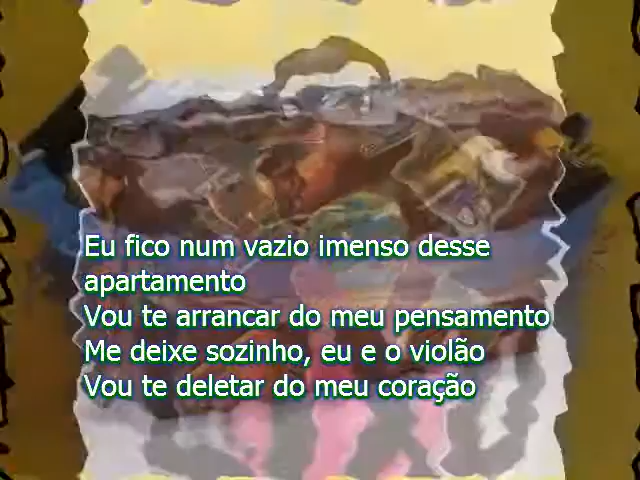 Eu fico num vazio imenso desse
apartamento
Vou te arrancar do meu pensamento
Me deixe sozinho, eu e o violão
Vou te deletar do meu coração